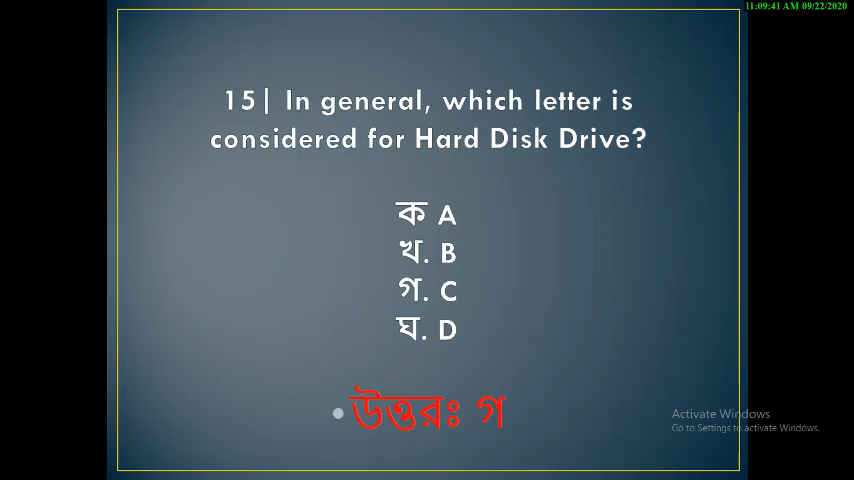 11:09:41 AM 09/22/2020
15| In general, which letter is
considered for Hard Disk Drive?
ক A
খ. B
গ. C
ঘ. D
• উত্তরঃ গ
Activate Windows
Go to Settings to activate Windows.